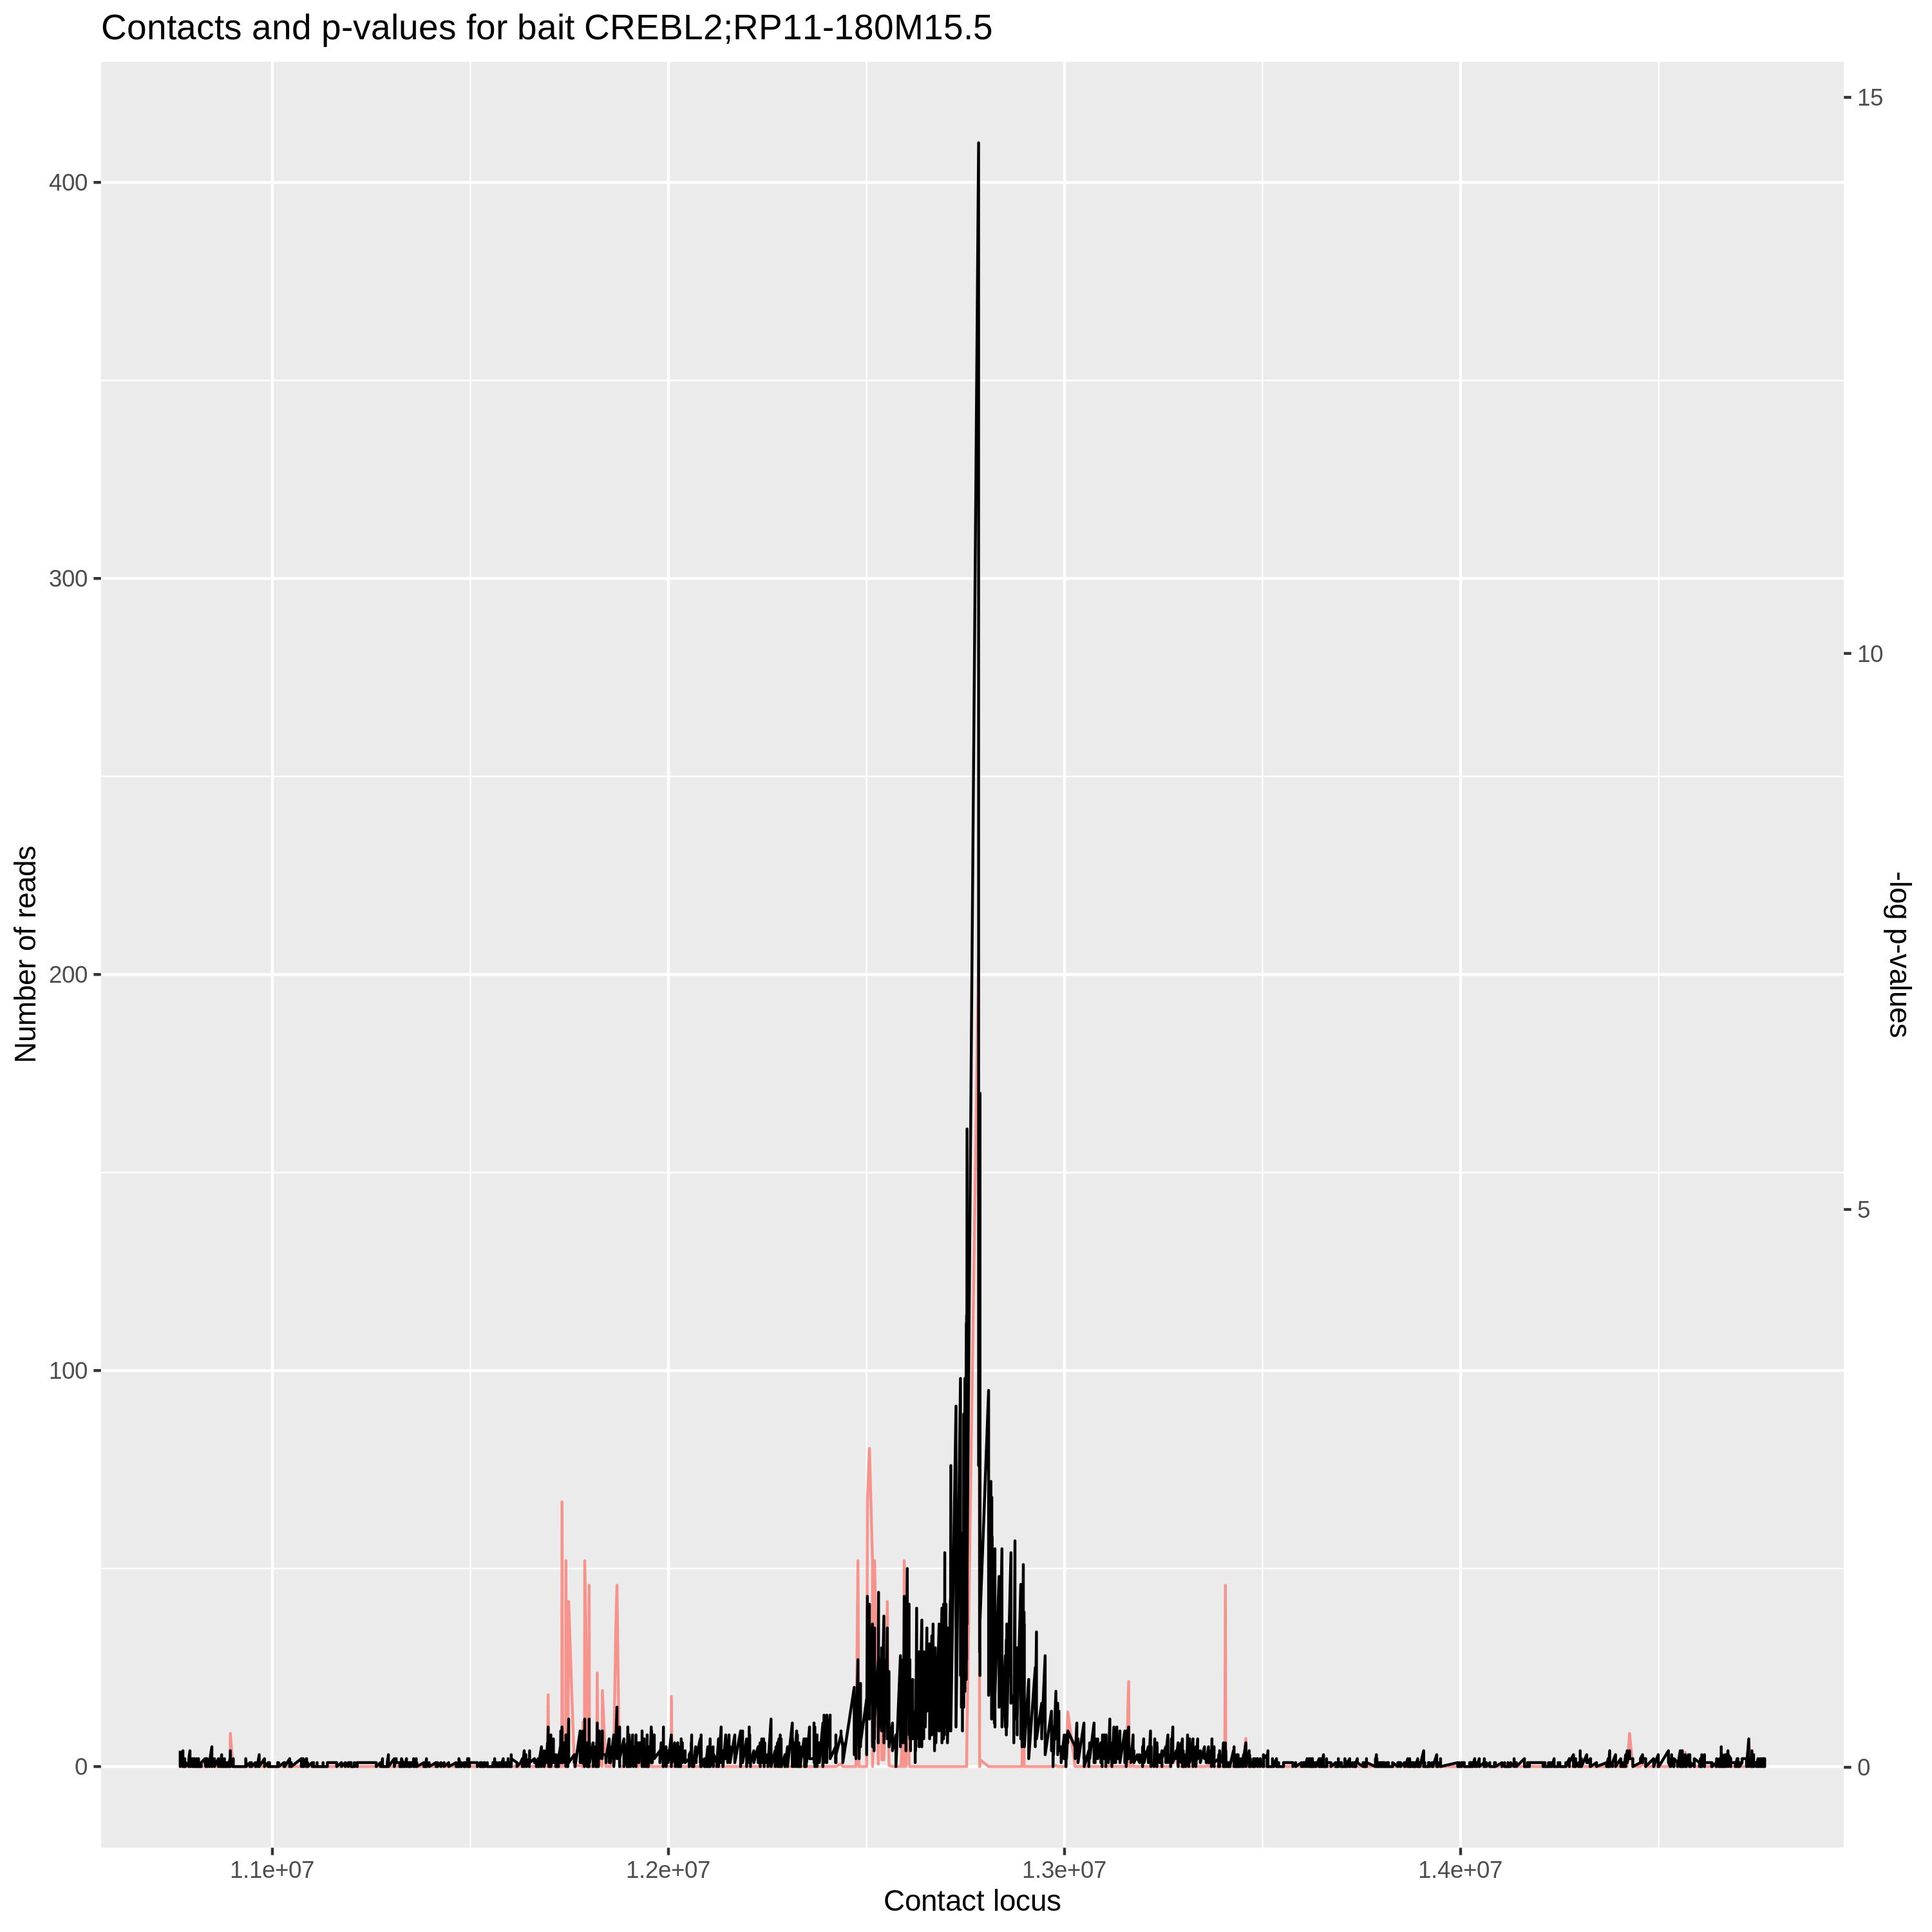 Contacts and p-values for bait CREBL2;RP11-180M15.5
400
300
200
100
0
Number of reads
15
10
5
0
-log p-values
1.1e+07
1.2e+07
1.3e+07
1.4e+07
Contact locus